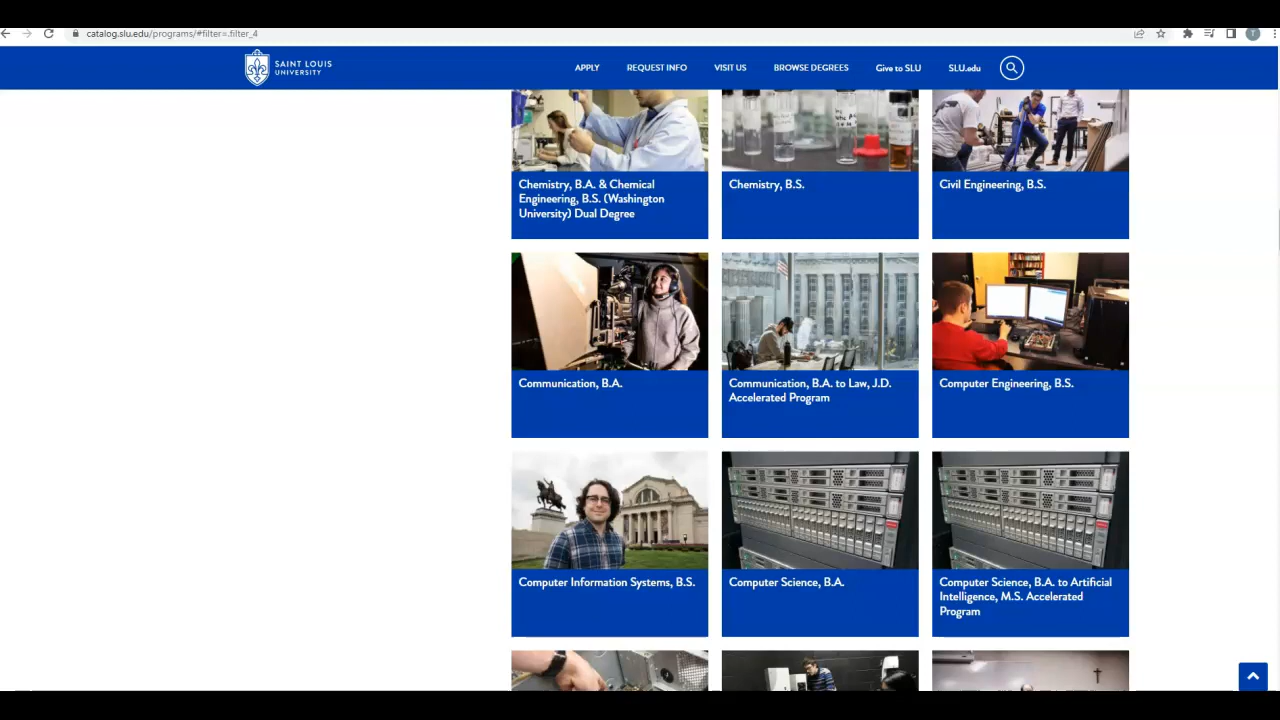 catalog.slu.edu/programs/#filter=.filter_4
T
SAINT LOUIS
UNIVERSITY
APPLY
REQUEST INFO
VISIT US
BROWSE DEGREES
Give to SLU
SLU.edu
Chemistry, B.A. & Chemical
Engineering, B.S. (Washington
University) Dual Degree
Chemistry, B.S.
Civil Engineering, B.S.
Communication, B.A.
Communication, B.A. to Law, J.D.
Accelerated Program
Computer Engineering, B.S.
Computer Information Systems, B.S.
Computer Science, B.A.
Computer Science, B.A. to Artificial
Intelligence, M.S. Accelerated
Program